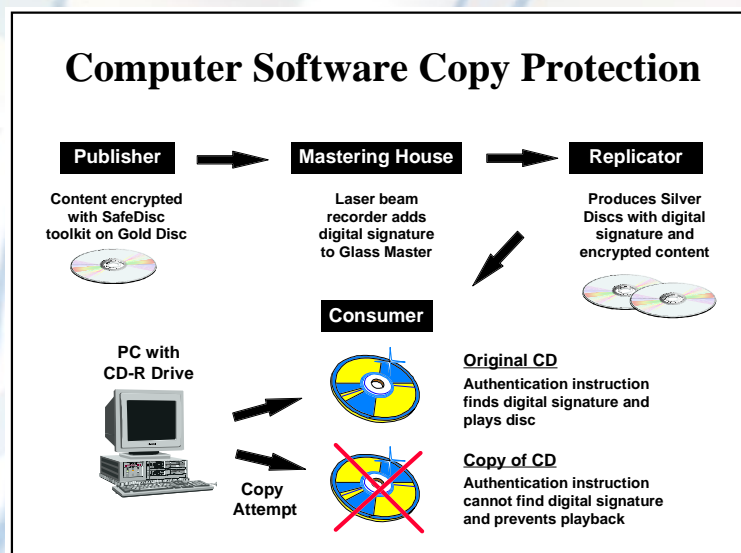 Computer Software Copy Protection
Publisher
Mastering House
Replicator
Content encrypted
with SafeDisc
toolkit on Gold Disc
Laser beam
recorder adds
digital signature
to Glass Master
Produces Silver
Discs with digital
signature and
encrypted content
Consumer
PC with
CD-R Drive
Original CD
Authentication instruction
finds digital signature and
plays disc
Copy
Attempt
Copy of CD
Authentication instruction
cannot find digital signature
and prevents playback